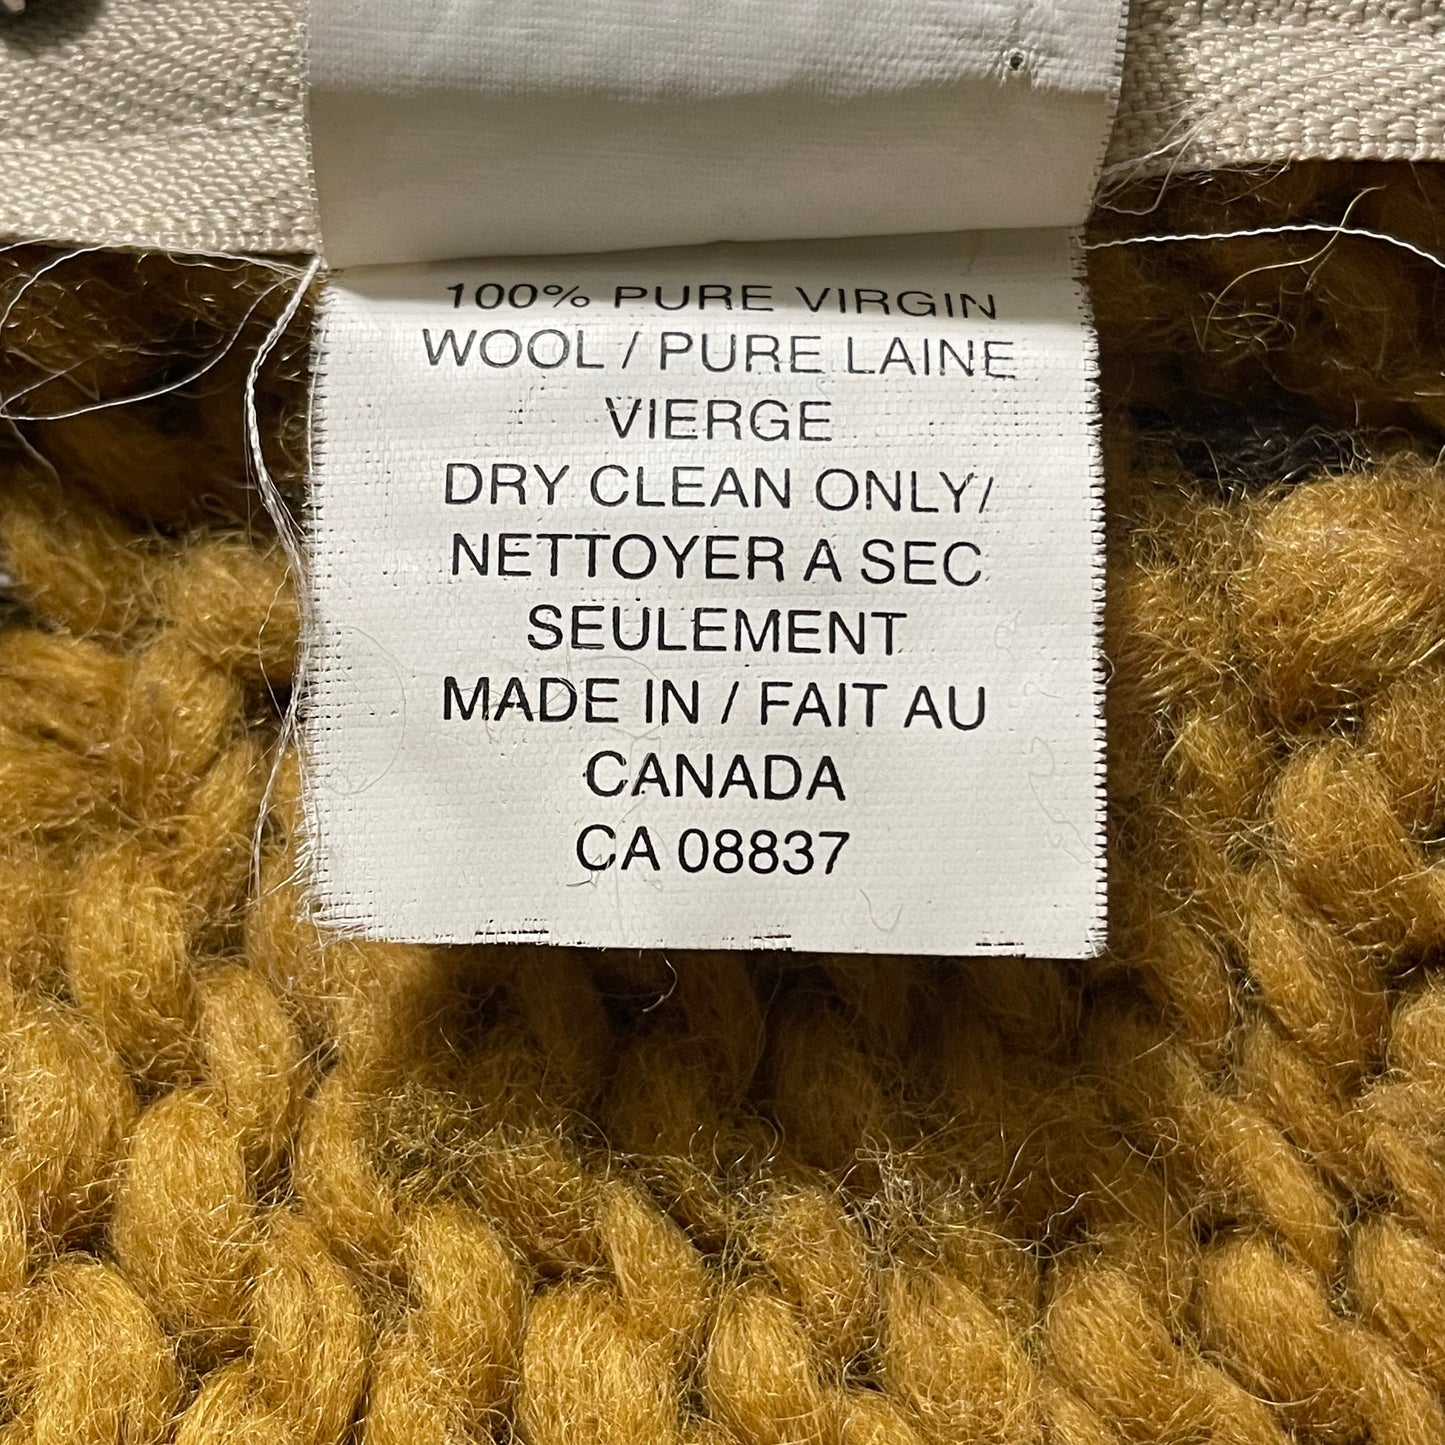 100% PURE VIRGIN
WOOL / PURE LAINE
VIERGE
DRY CLEAN ONLY/
NETTOYER A SEC
SEULEMENT
MADE IN / FAIT AU
CANADA
CA 08837